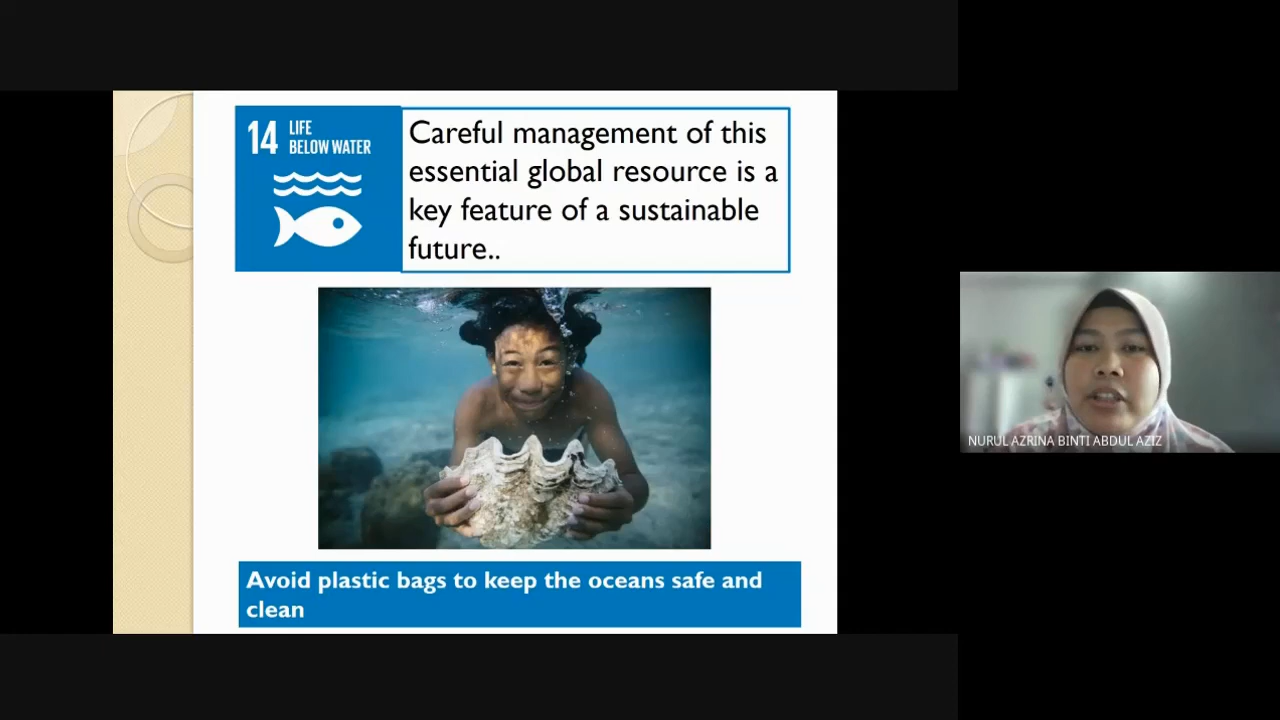 14 LIFE
BELOW WATER
Careful management of this
essential global resource is a
key feature of a sustainable
future..
Avoid plastic bags to keep the oceans safe and
clean
NURUL AZRINA BINTI ABDUL AZIZ